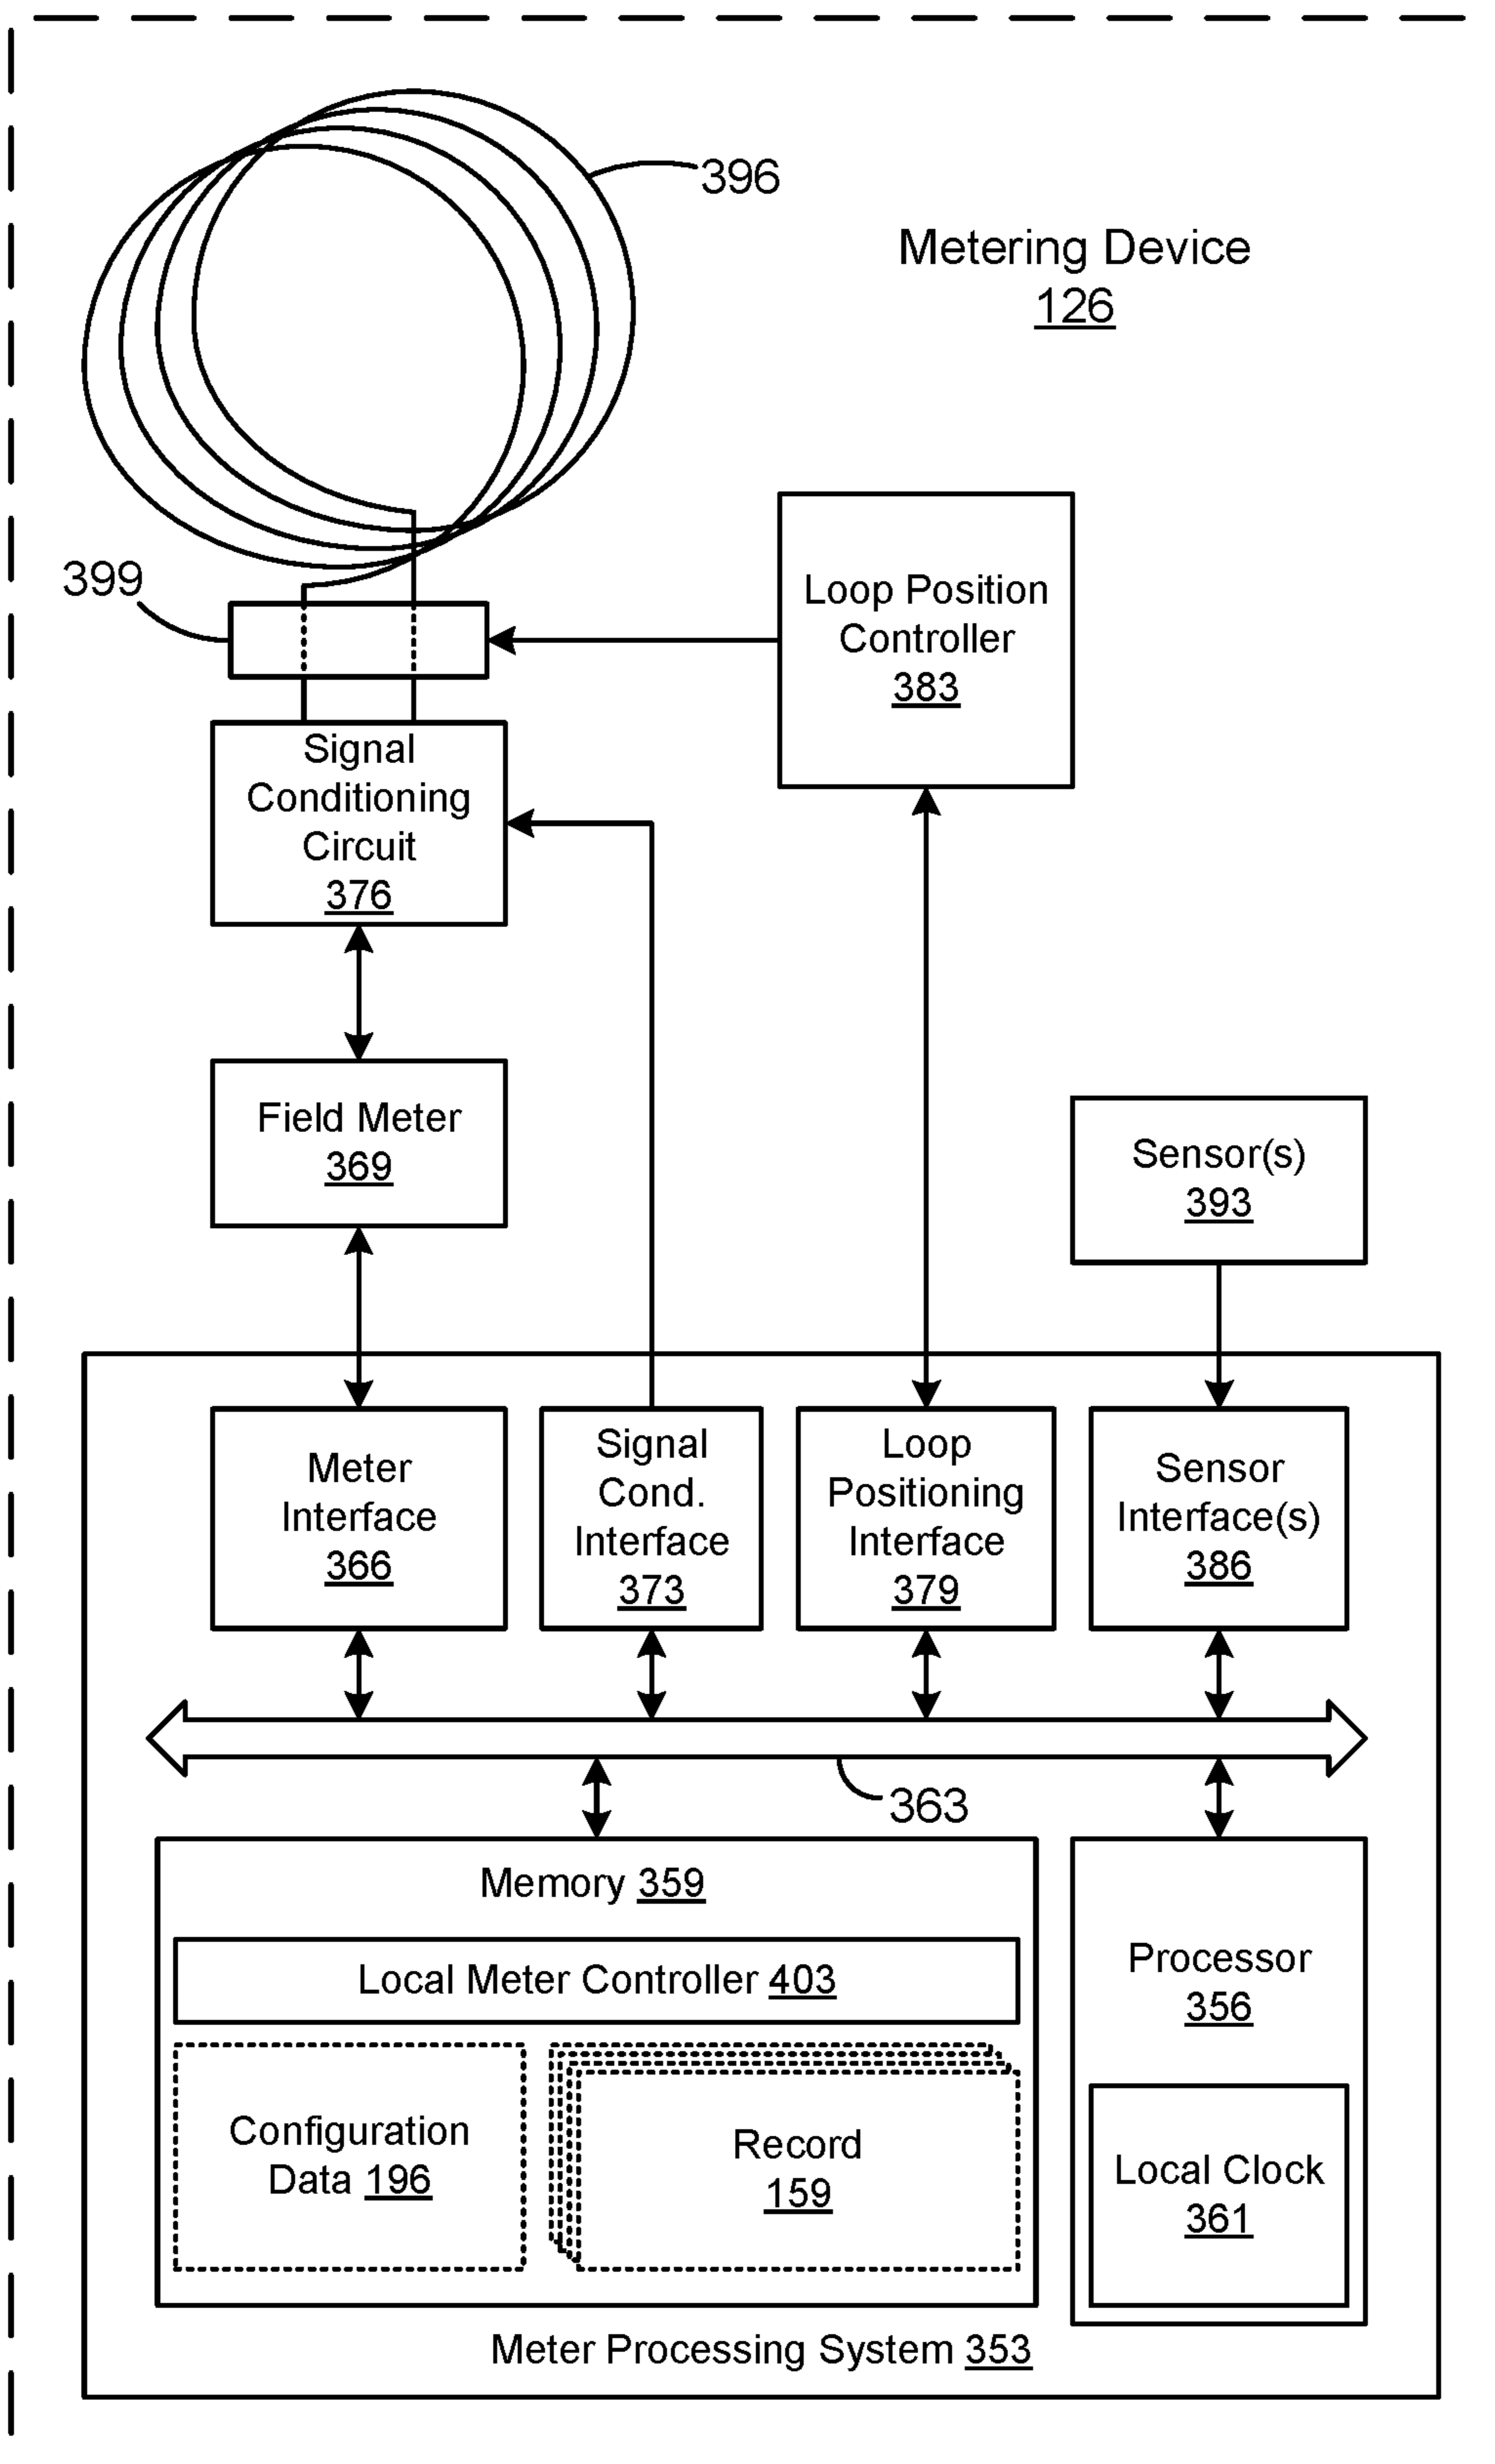 396
Metering Device
126
399
Loop Position
Controller
383
Signal
Conditioning
Circuit
376
Field Meter
369
Sensor(s)
393
Meter
Interface
366
Signal
Cond.
Interface
373
Loop
Positioning
Interface
379
Sensor
Interface(s)
386
363
Memory 359
Local Meter Controller 403
Configuration
Data 196
Record
159
Processor
356
Local Clock
361
Meter Processing System 353